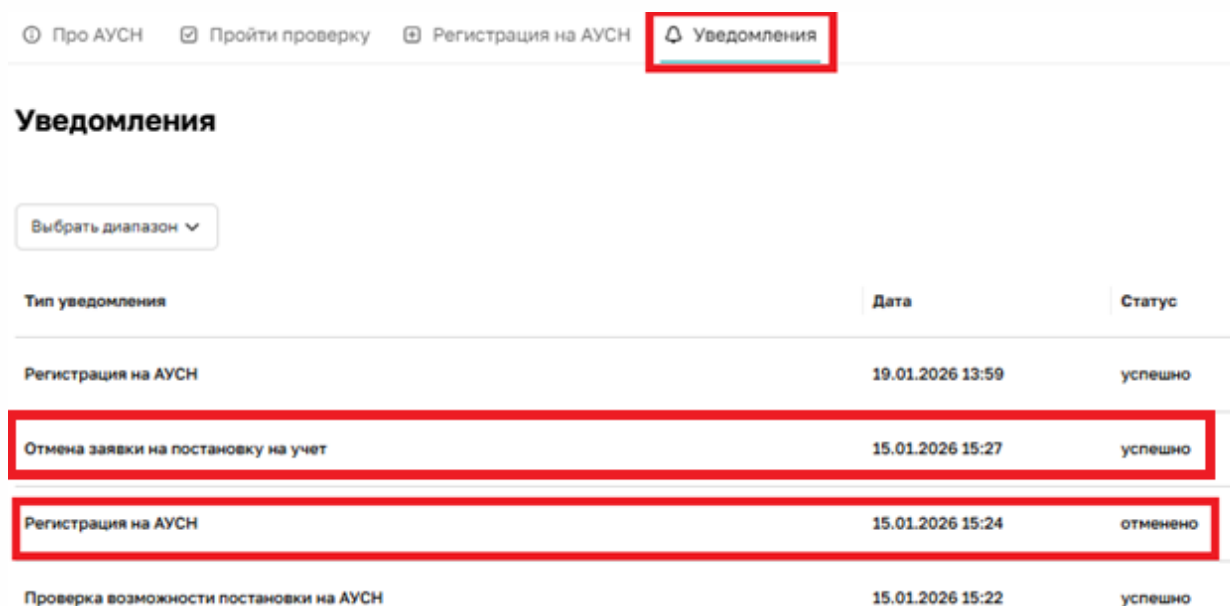 Про АУСН Пройти проверку Регистрация на АУСН Уведомления
Уведомления
Выбрать диапазон
Тип уведомления Дата Статус
Регистрация на АУСН 19.01.2026 13:59 успешно
Отмена заявки на постановку на учет 15.01.2026 15:27 успешно
Регистрация на АУСН 15.01.2026 15:24 отменено
Проверка возможности постановки на АУСН 15.01.2026 15:22 успешно